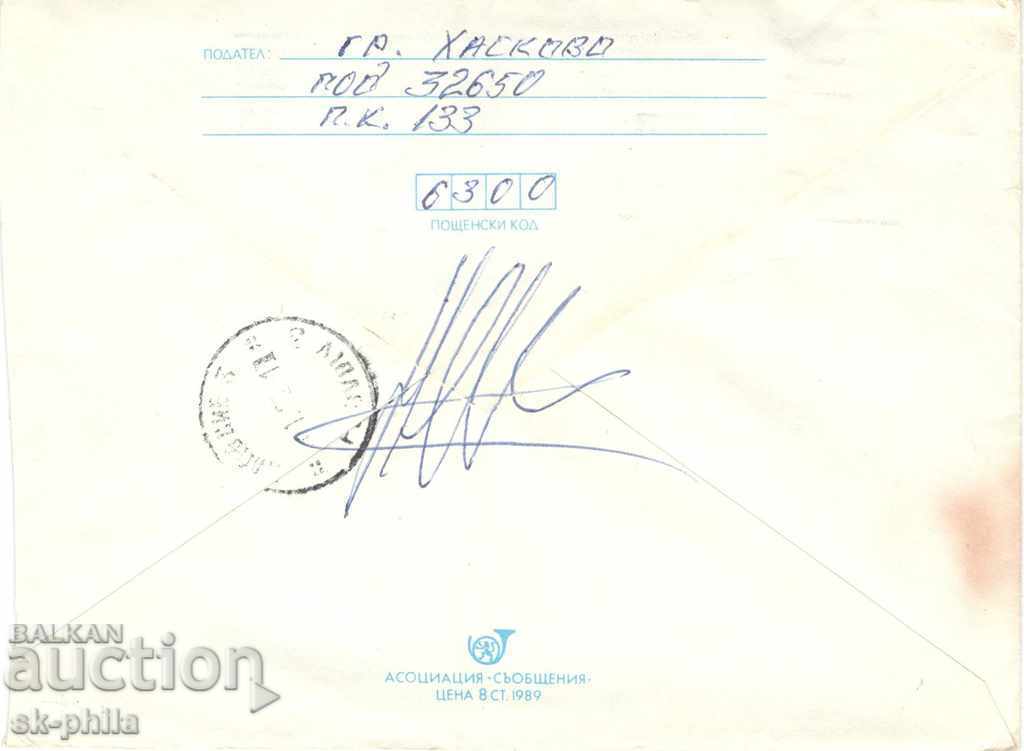 ПОДАТЕЛ: ГР. ХАСКОВО
ПОД 32650
П.К. 133
6300
ПОЩЕНСКИ КОД
АСОЦИАЦИЯ «СЪОБЩЕНИЯ»
ЦЕНА 8 СТ. 1989
BALKAN
auction
sk-phila